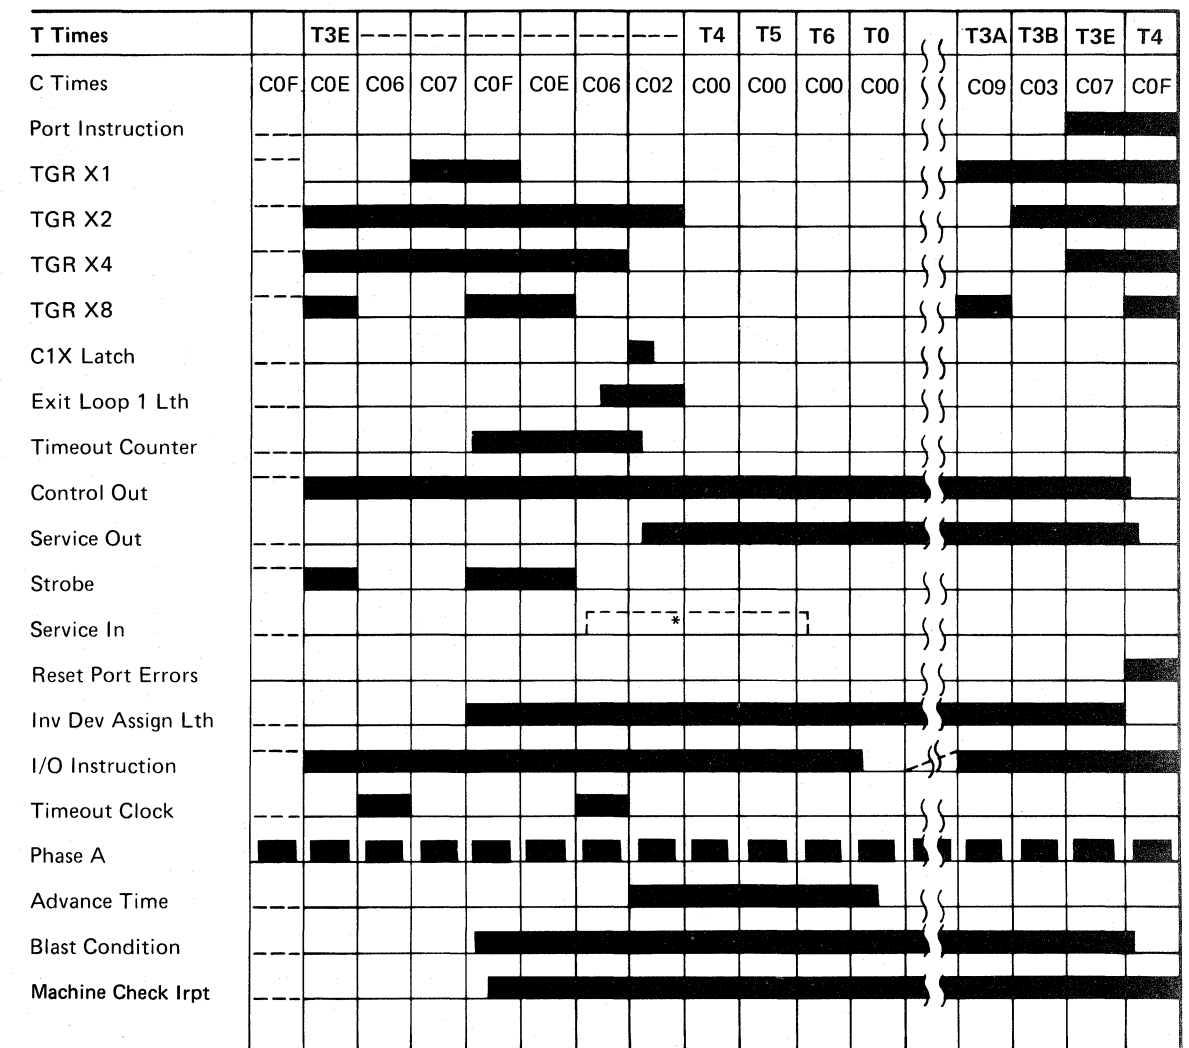 T Times T3E --- --- --- --- --- --- T4 T5 T6 T0 T3A T3B T3E T4
C Times C0F C0E C06 C07 C0F C0E C06 C02 C00 C00 C00 C00 C09 C03 C07 C0F
Port Instruction
TGR X1
TGR X2
TGR X4
TGR X8
C1X Latch
Exit Loop 1 Lth
Timeout Counter
Control Out
Service Out
Strobe
Service In *
Reset Port Errors
Inv Dev Assign Lth
I/O Instruction
Timeout Clock
Phase A
Advance Time
Blast Condition
Machine Check Irpt